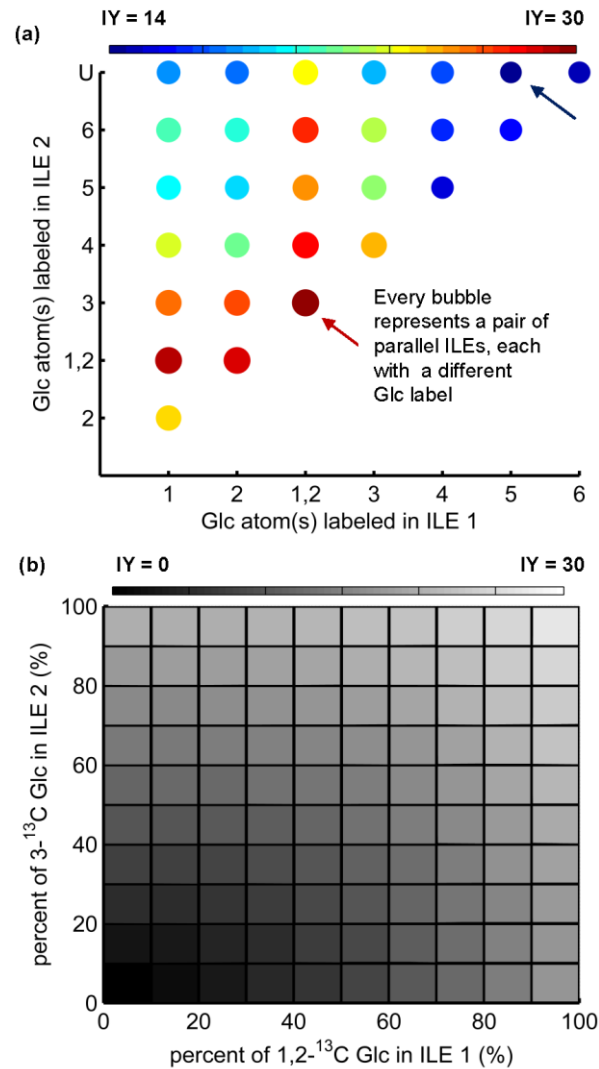 (a)
IY = 14
IY= 30
U
6
5
4
3
1,2
2
Glc atom(s) labeled in ILE 2
Every bubble
represents a pair of
parallel ILEs, each
with a different
Glc label
1 2 1,2 3 4 5 6
Glc atom(s) labeled in ILE 1
(b)
IY = 0
IY = 30
100
80
60
40
20
0
percent of 3-¹³C Glc in ILE 2 (%)
0 20 40 60 80 100
percent of 1,2-¹³C Glc in ILE 1 (%)